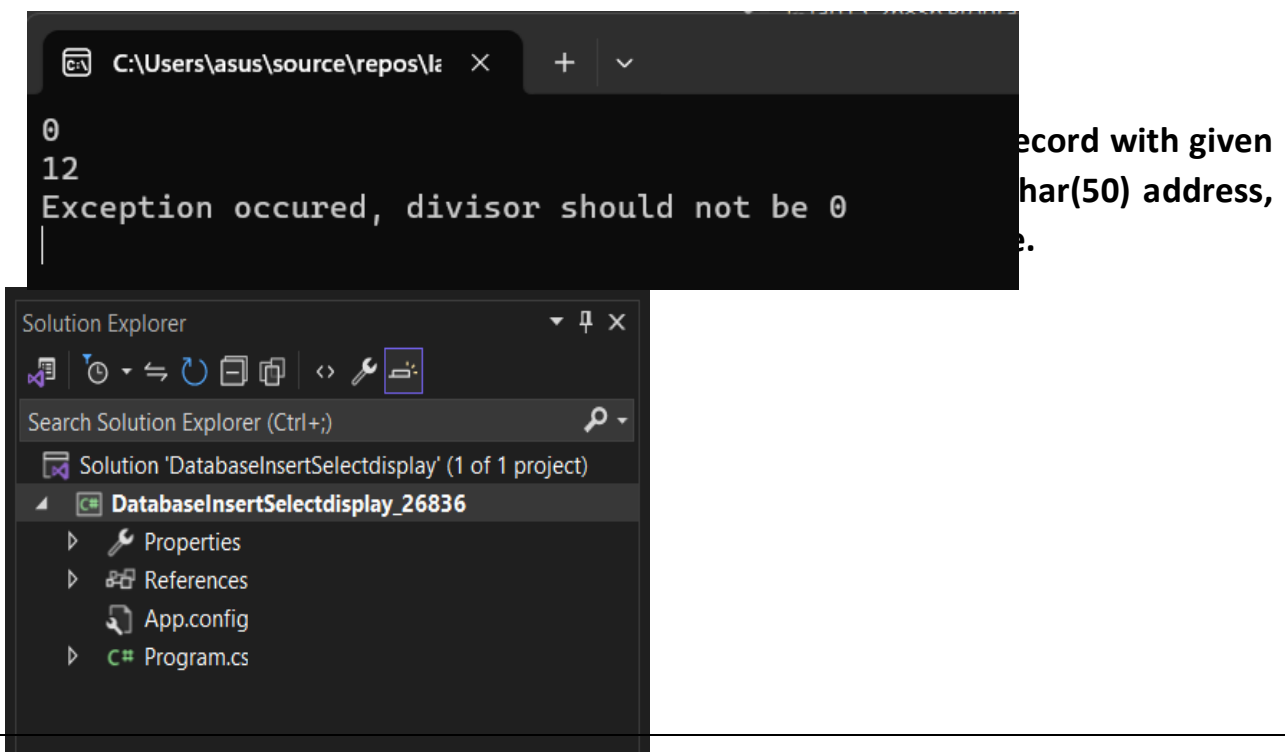 C:\Users\asus\source\repos\la
0
12
Exception occured, divisor should not be 0
ecord with given
har(50) address,
e.
Solution Explorer
Search Solution Explorer (Ctrl+;)
Solution 'DatabaseInsertSelectdisplay' (1 of 1 project)
C# DatabaseInsertSelectdisplay_26836
Properties
References
App.config
C# Program.cs